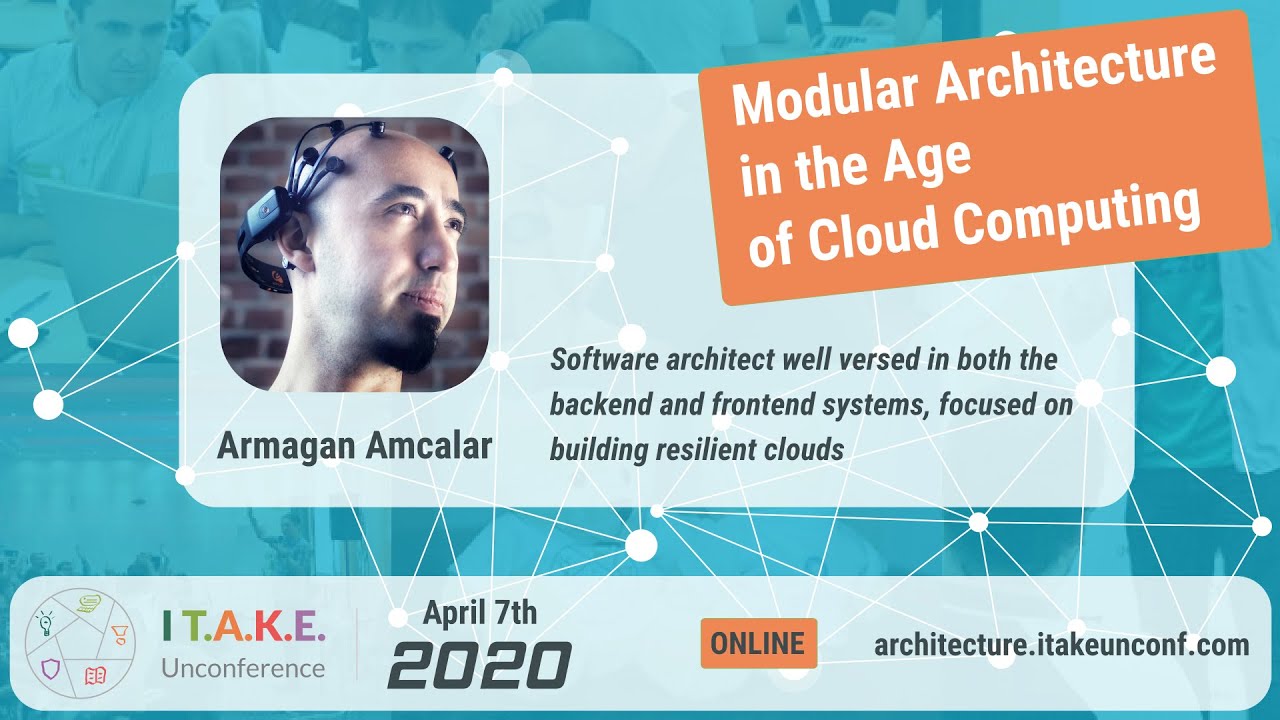 Modular Architecture
in the Age
of Cloud Computing
Software architect well versed in both the
backend and frontend systems, focused on
building resilient clouds
Armagan Amcalar
I T.A.K.E.
Unconference
April 7th
2020
ONLINE
architecture.itakeunconf.com